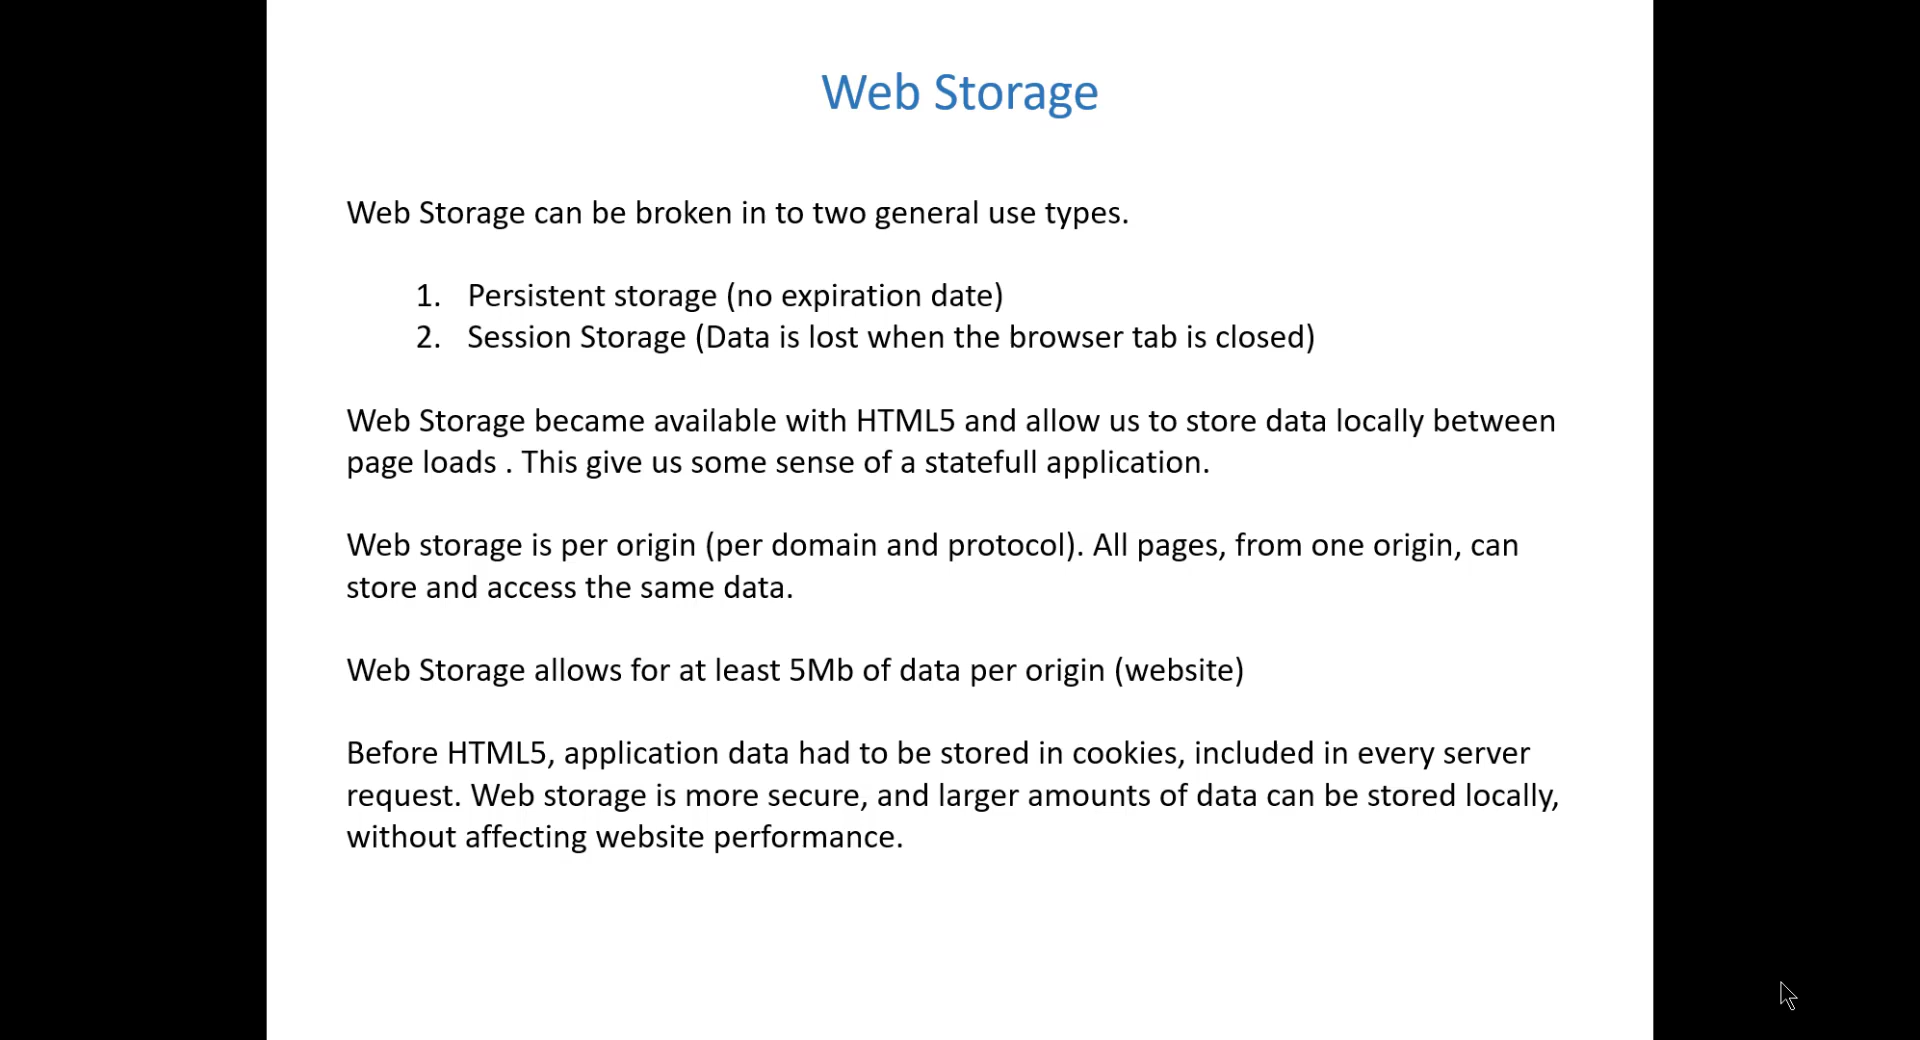 Web Storage
Web Storage can be broken in to two general use types.
1. Persistent storage (no expiration date)
2. Session Storage (Data is lost when the browser tab is closed)
Web Storage became available with HTML5 and allow us to store data locally between
page loads . This give us some sense of a statefull application.
Web storage is per origin (per domain and protocol). All pages, from one origin, can
store and access the same data.
Web Storage allows for at least 5Mb of data per origin (website)
Before HTML5, application data had to be stored in cookies, included in every server
request. Web storage is more secure, and larger amounts of data can be stored locally,
without affecting website performance.